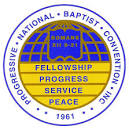 PROGRESSIVE • NATIONAL • BAPTIST • CONVENTION • INC
ROMANS
XII 9-21
FELLOWSHIP
PROGRESS
SERVICE
PEACE
1961